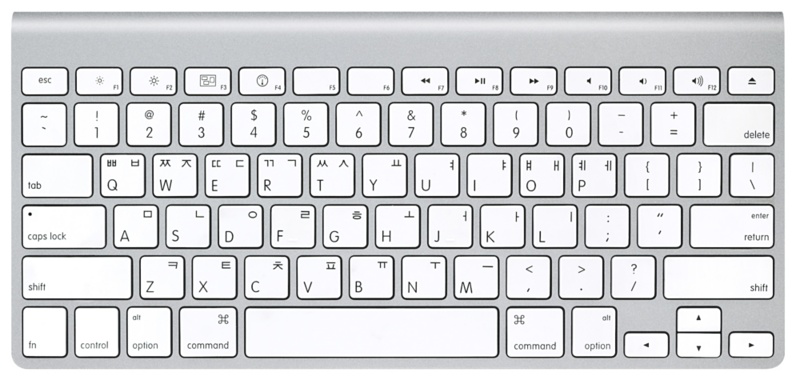 esc F1 F2 F3 F4 F5 F6 F7 F8 F9 F10 F11 F12
~ ` ! 1 @ 2 # 3 $ 4 % 5 ^ 6 & 7 * 8 ( 9 ) 0 _ - + = delete
tab ㅃ ㅂ Q ㅉ ㅈ W ㄸ ㄷ E ㄲ ㄱ R ㅆ ㅅ T ㅛ Y ㅕ U ㅑ I ㅒ ㅐ O ㅖ ㅔ P { [ } ] | \
caps lock ㅁ A ㄴ S ㅇ D ㄹ F ㅎ G ㅗ H ㅓ J ㅏ K ㅣ L : ; " ' enter return
shift ㅋ Z ㅌ X ㅊ C ㅍ V ㅠ B ㅜ N ㅡ M < , > . ? / shift
fn control alt option ⌘ command ⌘ command alt option